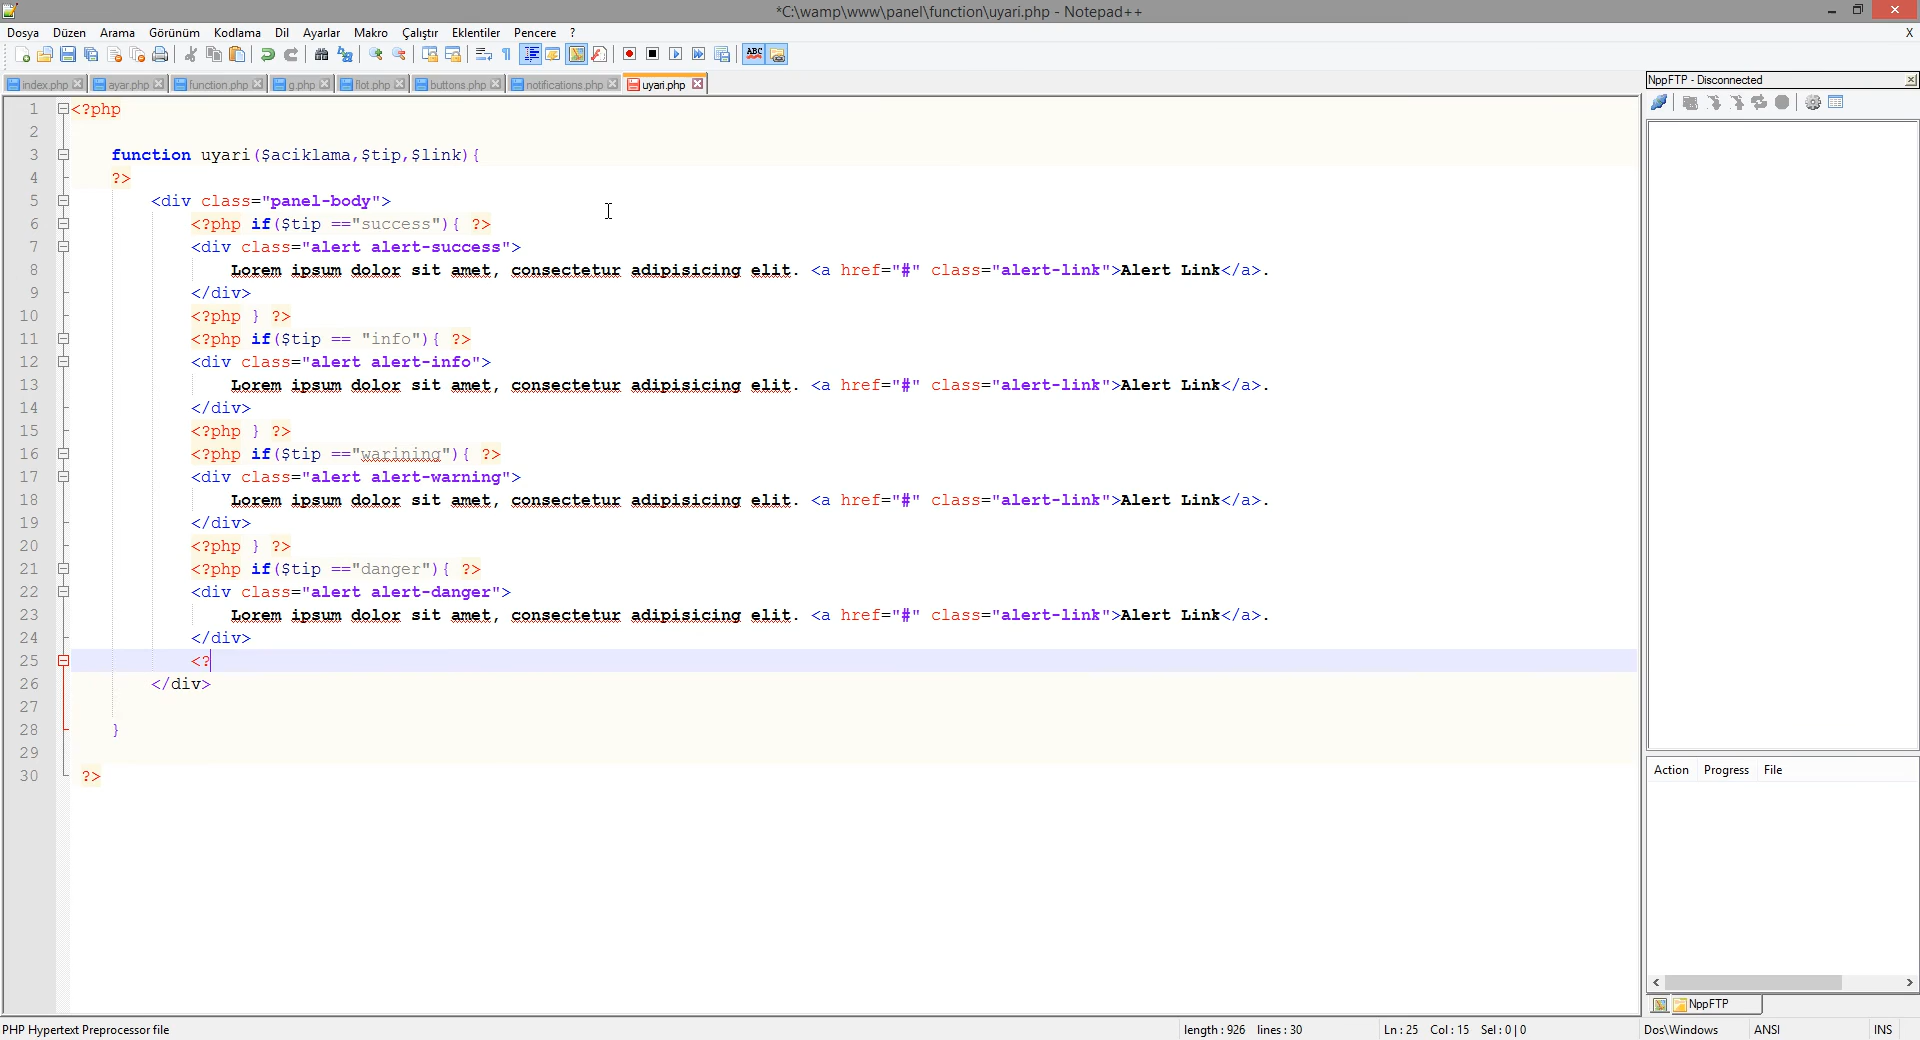 *C:\wamp\www\panel\function\uyari.php - Notepad++
Dosya Düzen Arama Görünüm Kodlama Dil Ayarlar Makro Çalıştır Eklentiler Pencere ? X
index.php ayar.php function.php g.php flot.php buttons.php notifications.php uyari.php
NppFTP - Disconnected
1 <?php
2
3 function uyari($aciklama,$tip,$link){
4 ?>
5 <div class="panel-body">
6 <?php if($tip =="success"){ ?>
7 <div class="alert alert-success">
8 Lorem ipsum dolor sit amet, consectetur adipisicing elit. <a href="#" class="alert-link">Alert Link</a>.
9 </div>
10 <?php } ?>
11 <?php if($tip == "info"){ ?>
12 <div class="alert alert-info">
13 Lorem ipsum dolor sit amet, consectetur adipisicing elit. <a href="#" class="alert-link">Alert Link</a>.
14 </div>
15 <?php } ?>
16 <?php if($tip =="warining"){ ?>
17 <div class="alert alert-warning">
18 Lorem ipsum dolor sit amet, consectetur adipisicing elit. <a href="#" class="alert-link">Alert Link</a>.
19 </div>
20 <?php } ?>
21 <?php if($tip =="danger"){ ?>
22 <div class="alert alert-danger">
23 Lorem ipsum dolor sit amet, consectetur adipisicing elit. <a href="#" class="alert-link">Alert Link</a>.
24 </div>
25 <?
26 </div>
27
28 }
29
30 ?>
Action Progress File
NppFTP
PHP Hypertext Preprocessor file length : 926 lines : 30 Ln : 25 Col : 15 Sel : 0 | 0 Dos\Windows ANSI INS